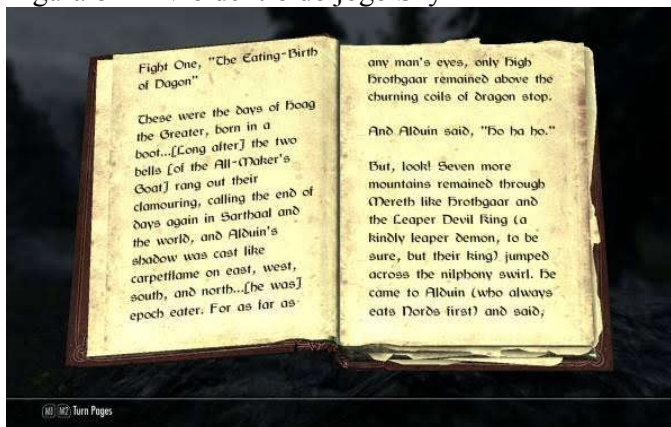 Fight One, "The Eating-Birth
of Dagon"
These were the days of Hoag
the Greater, born in a
boot...[Long after] the two
bells [of the All-Maker's
Goat] rang out their
clamouring, calling the end of
days again in Sarthaal and
the world, and Alduin's
shadow was cast like
carpetflame on east, west,
south, and north...[he was]
epoch eater. For as far as
any man's eyes, only High
Hrothgaar remained above the
churning coils of dragon stop.
And Alduin said, "Ho ha ho."
But, look! Seven more
mountains remained through
Mereth like Hrothgaar and
the Leaper Devil King (a
kindly leaper demon, to be
sure, but their king) jumped
across the nilphony swirl. He
came to Alduin (who always
eats Nords first) and said,
M1 M2 Turn Pages